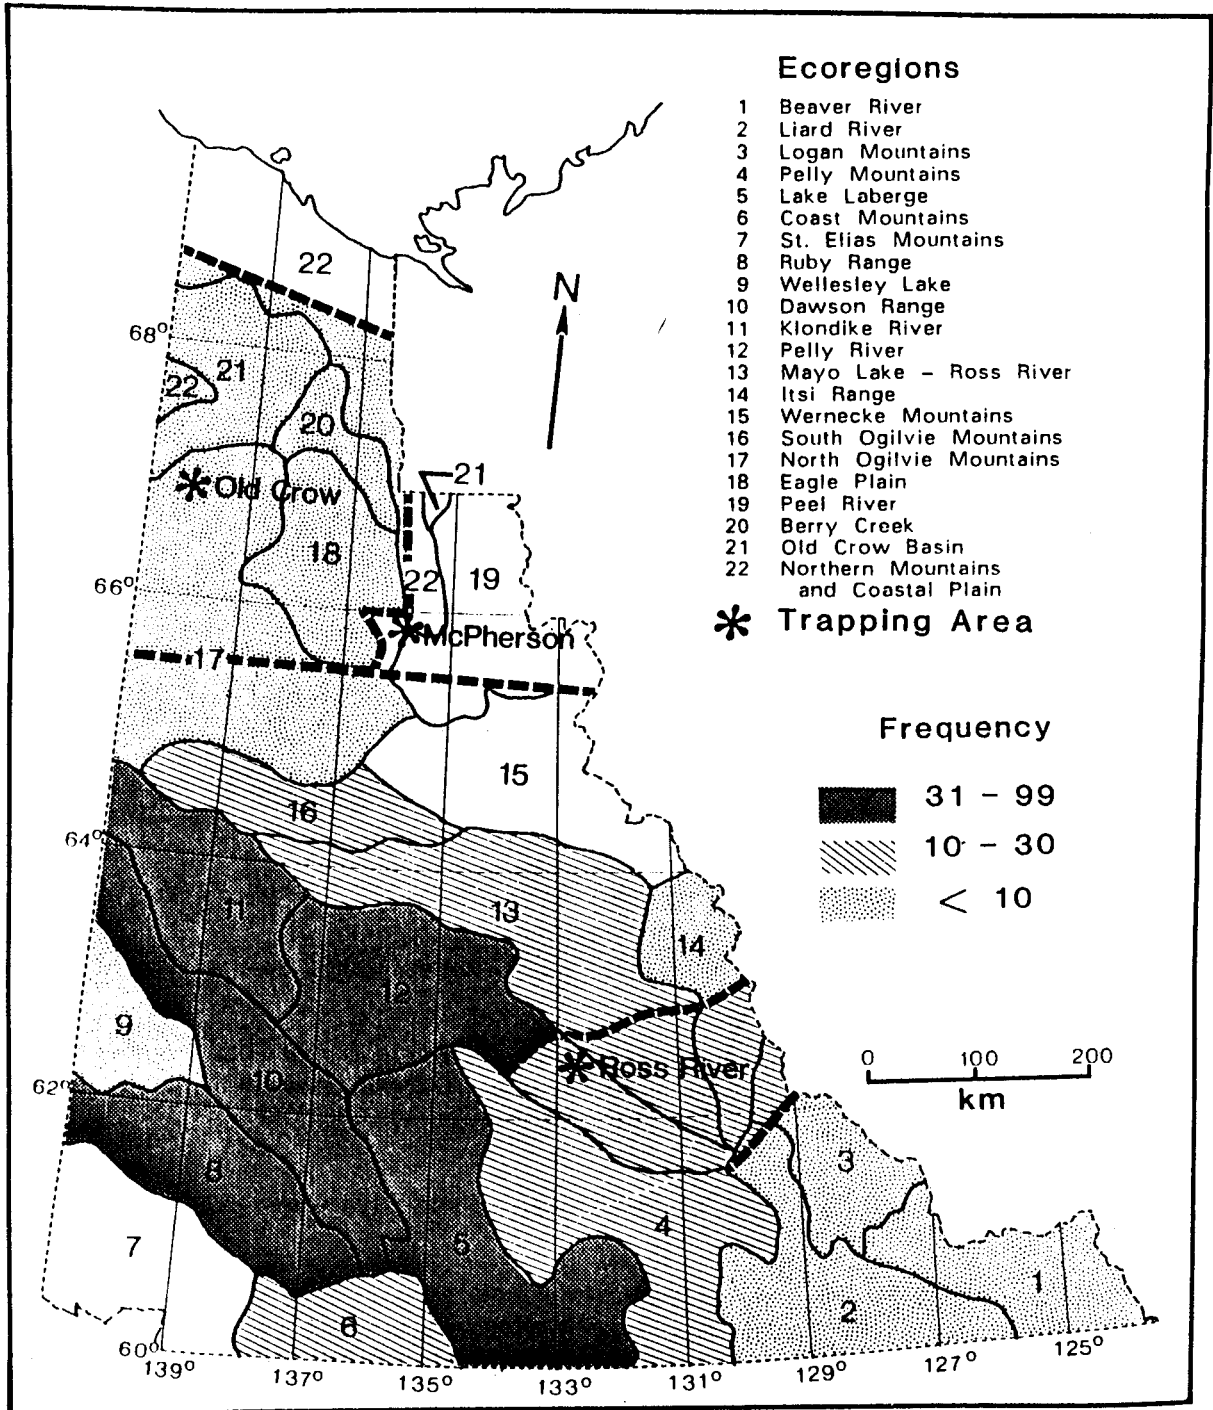 Ecoregions
1 Beaver River
2 Liard River
3 Logan Mountains
4 Pelly Mountains
5 Lake Laberge
6 Coast Mountains
7 St. Elias Mountains
8 Ruby Range
9 Wellesley Lake
10 Dawson Range
11 Klondike River
12 Pelly River
13 Mayo Lake – Ross River
14 Itsi Range
15 Wernecke Mountains
16 South Ogilvie Mountains
17 North Ogilvie Mountains
18 Eagle Plain
19 Peel River
20 Berry Creek
21 Old Crow Basin
22 Northern Mountains
and Coastal Plain
Trapping Area
Frequency
31 – 99
10 – 30
< 10
0 100 200
km
N
22
68°
21
22
20
21
Old Crow
18
66°
22
19
McPherson
17
15
16
64°
11
13
14
9
12
62°
10
Ross River
8
3
7
5
4
6
2
1
60°
139°
137°
135°
133°
131°
129°
127°
125°